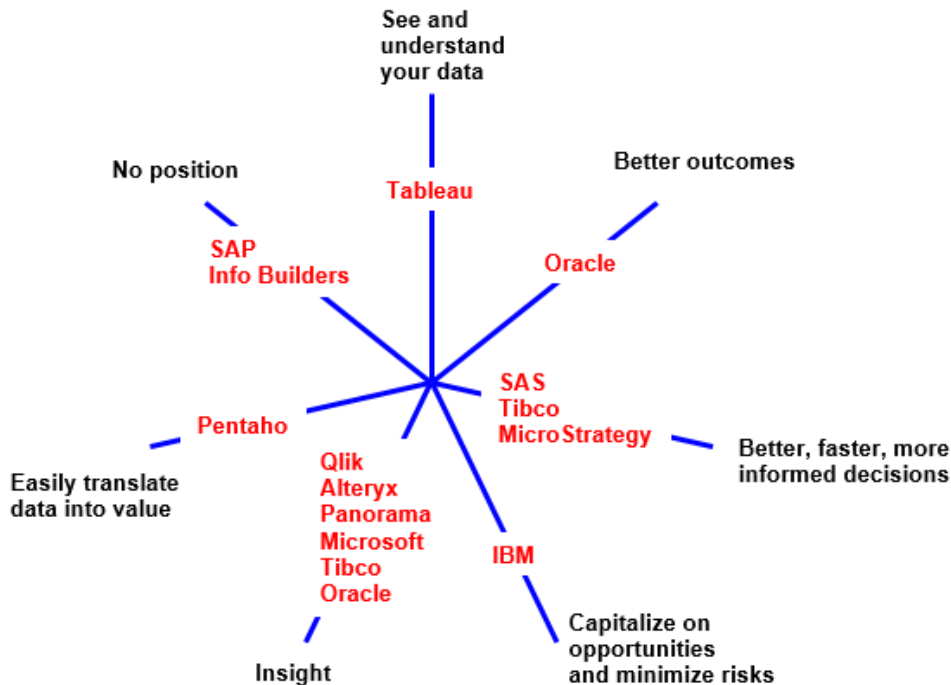 See and
understand
your data
No position
Better outcomes
Tableau
SAP
Info Builders
Oracle
SAS
Tibco
MicroStrategy
Pentaho
Better, faster, more
informed decisions
Easily translate
data into value
Qlik
Alteryx
Panorama
Microsoft
Tibco
Oracle
IBM
Capitalize on
opportunities
and minimize risks
Insight